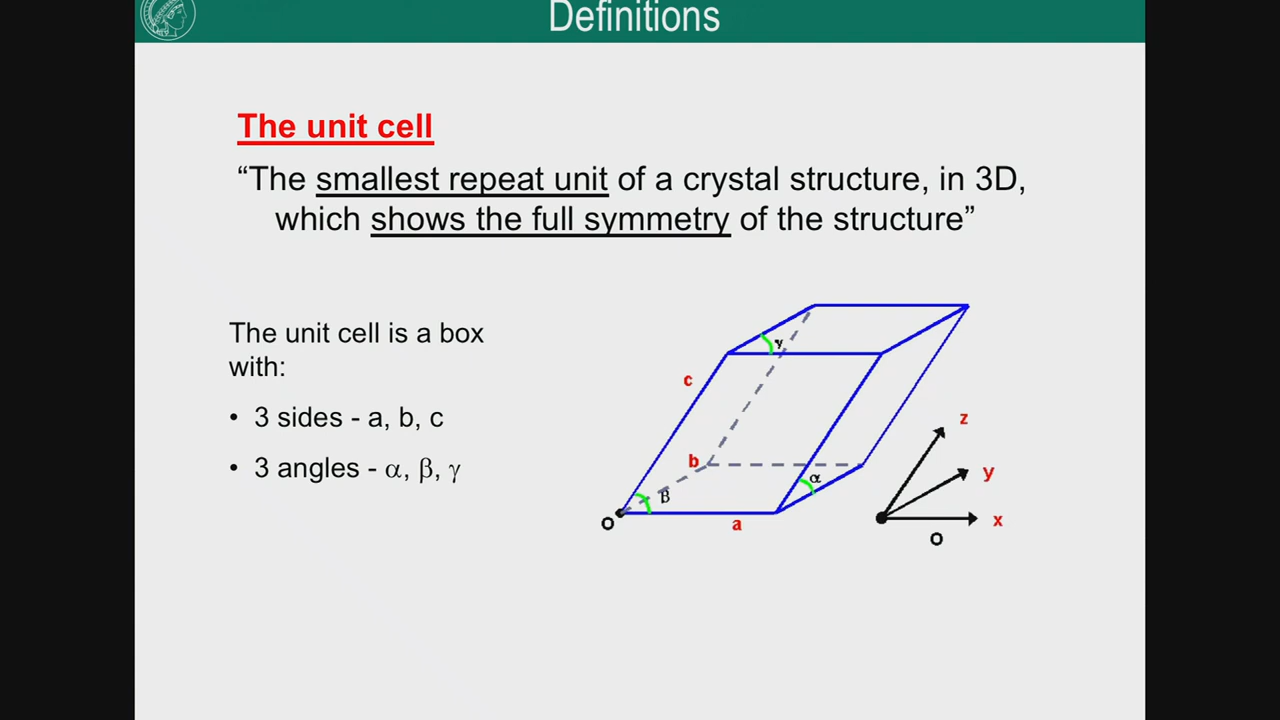 Definitions
The unit cell
“The smallest repeat unit of a crystal structure, in 3D,
which shows the full symmetry of the structure”
The unit cell is a box
with:
• 3 sides - a, b, c
• 3 angles - α, β, γ
γ
c
b
α
β
O
a
z
y
x
O